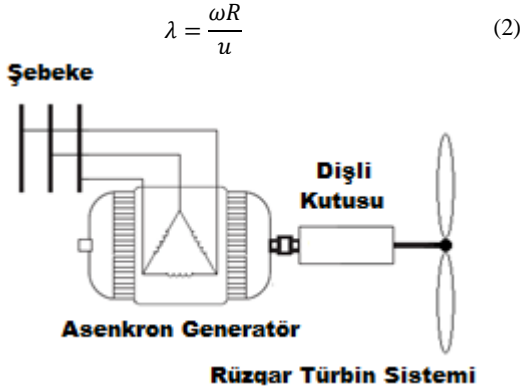 λ = ωR / u (2)
Şebeke
Dişli
Kutusu
Asenkron Generatör
Rüzgar Türbin Sistemi